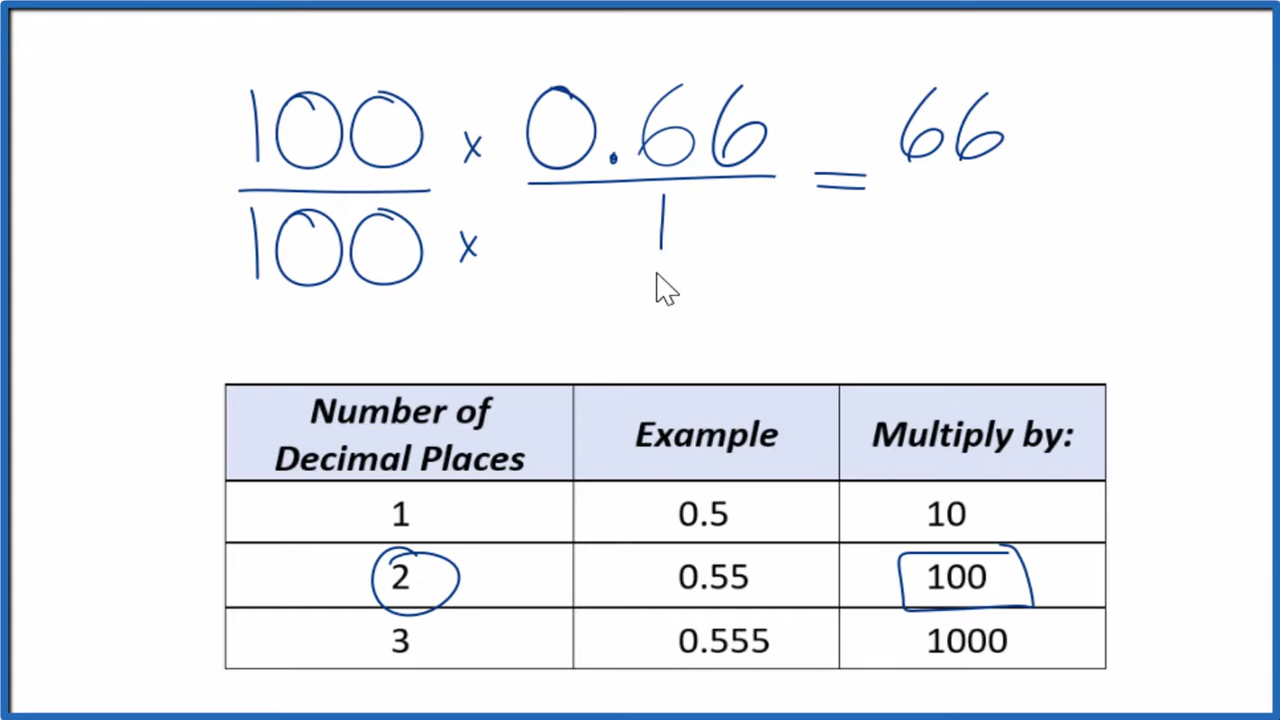 100 × 0.66 = 66
100 × 1
Number of Decimal Places Example Multiply by:
1 0.5 10
2 0.55 100
3 0.555 1000